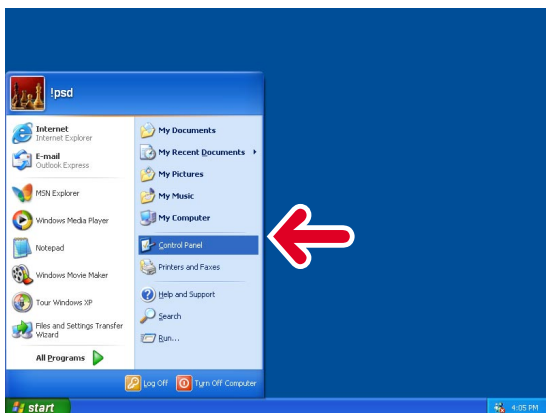 !psd
Internet
Internet Explorer
E-mail
Outlook Express
MSN Explorer
Windows Media Player
Notepad
Windows Movie Maker
Tour Windows XP
Files and Settings Transfer
Wizard
All Programs
My Documents
My Recent Documents
My Pictures
My Music
My Computer
Control Panel
Printers and Faxes
Help and Support
Search
Run...
Log Off
Turn Off Computer
start
4:05 PM